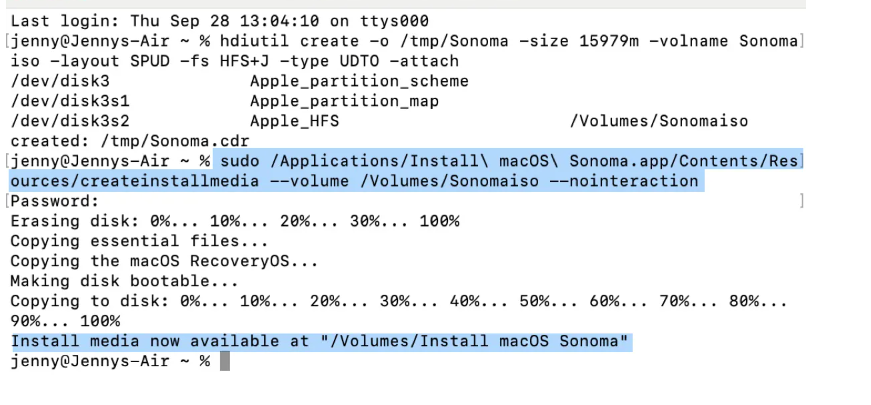 Last login: Thu Sep 28 13:04:10 on ttys000
[jenny@Jennys-Air ~ % hdiutil create -o /tmp/Sonoma -size 15979m -volname Sonoma]
iso -layout SPUD -fs HFS+J -type UDTO -attach
/dev/disk3 Apple_partition_scheme
/dev/disk3s1 Apple_partition_map
/dev/disk3s2 Apple_HFS /Volumes/Sonomaiso
created: /tmp/Sonoma.cdr
[jenny@Jennys-Air ~ % sudo /Applications/Install\ macOS\ Sonoma.app/Contents/Res]
ources/createinstallmedia --volume /Volumes/Sonomaiso --nointeraction
[Password: ]
Erasing disk: 0%... 10%... 20%... 30%... 100%
Copying essential files...
Copying the macOS RecoveryOS...
Making disk bootable...
Copying to disk: 0%... 10%... 20%... 30%... 40%... 50%... 60%... 70%... 80%...
90%... 100%
Install media now available at "/Volumes/Install macOS Sonoma"
jenny@Jennys-Air ~ %